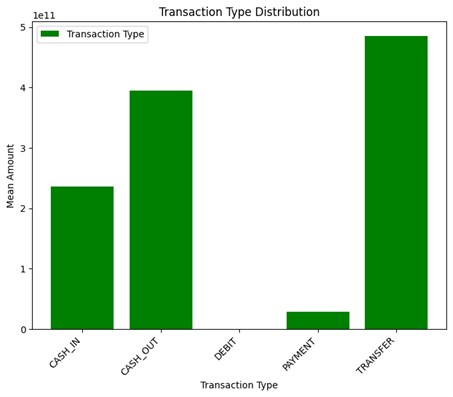 Transaction Type Distribution
1e11
Transaction Type
5
4
3
2
1
0
Mean Amount
CASH_IN
CASH_OUT
DEBIT
PAYMENT
TRANSFER
Transaction Type